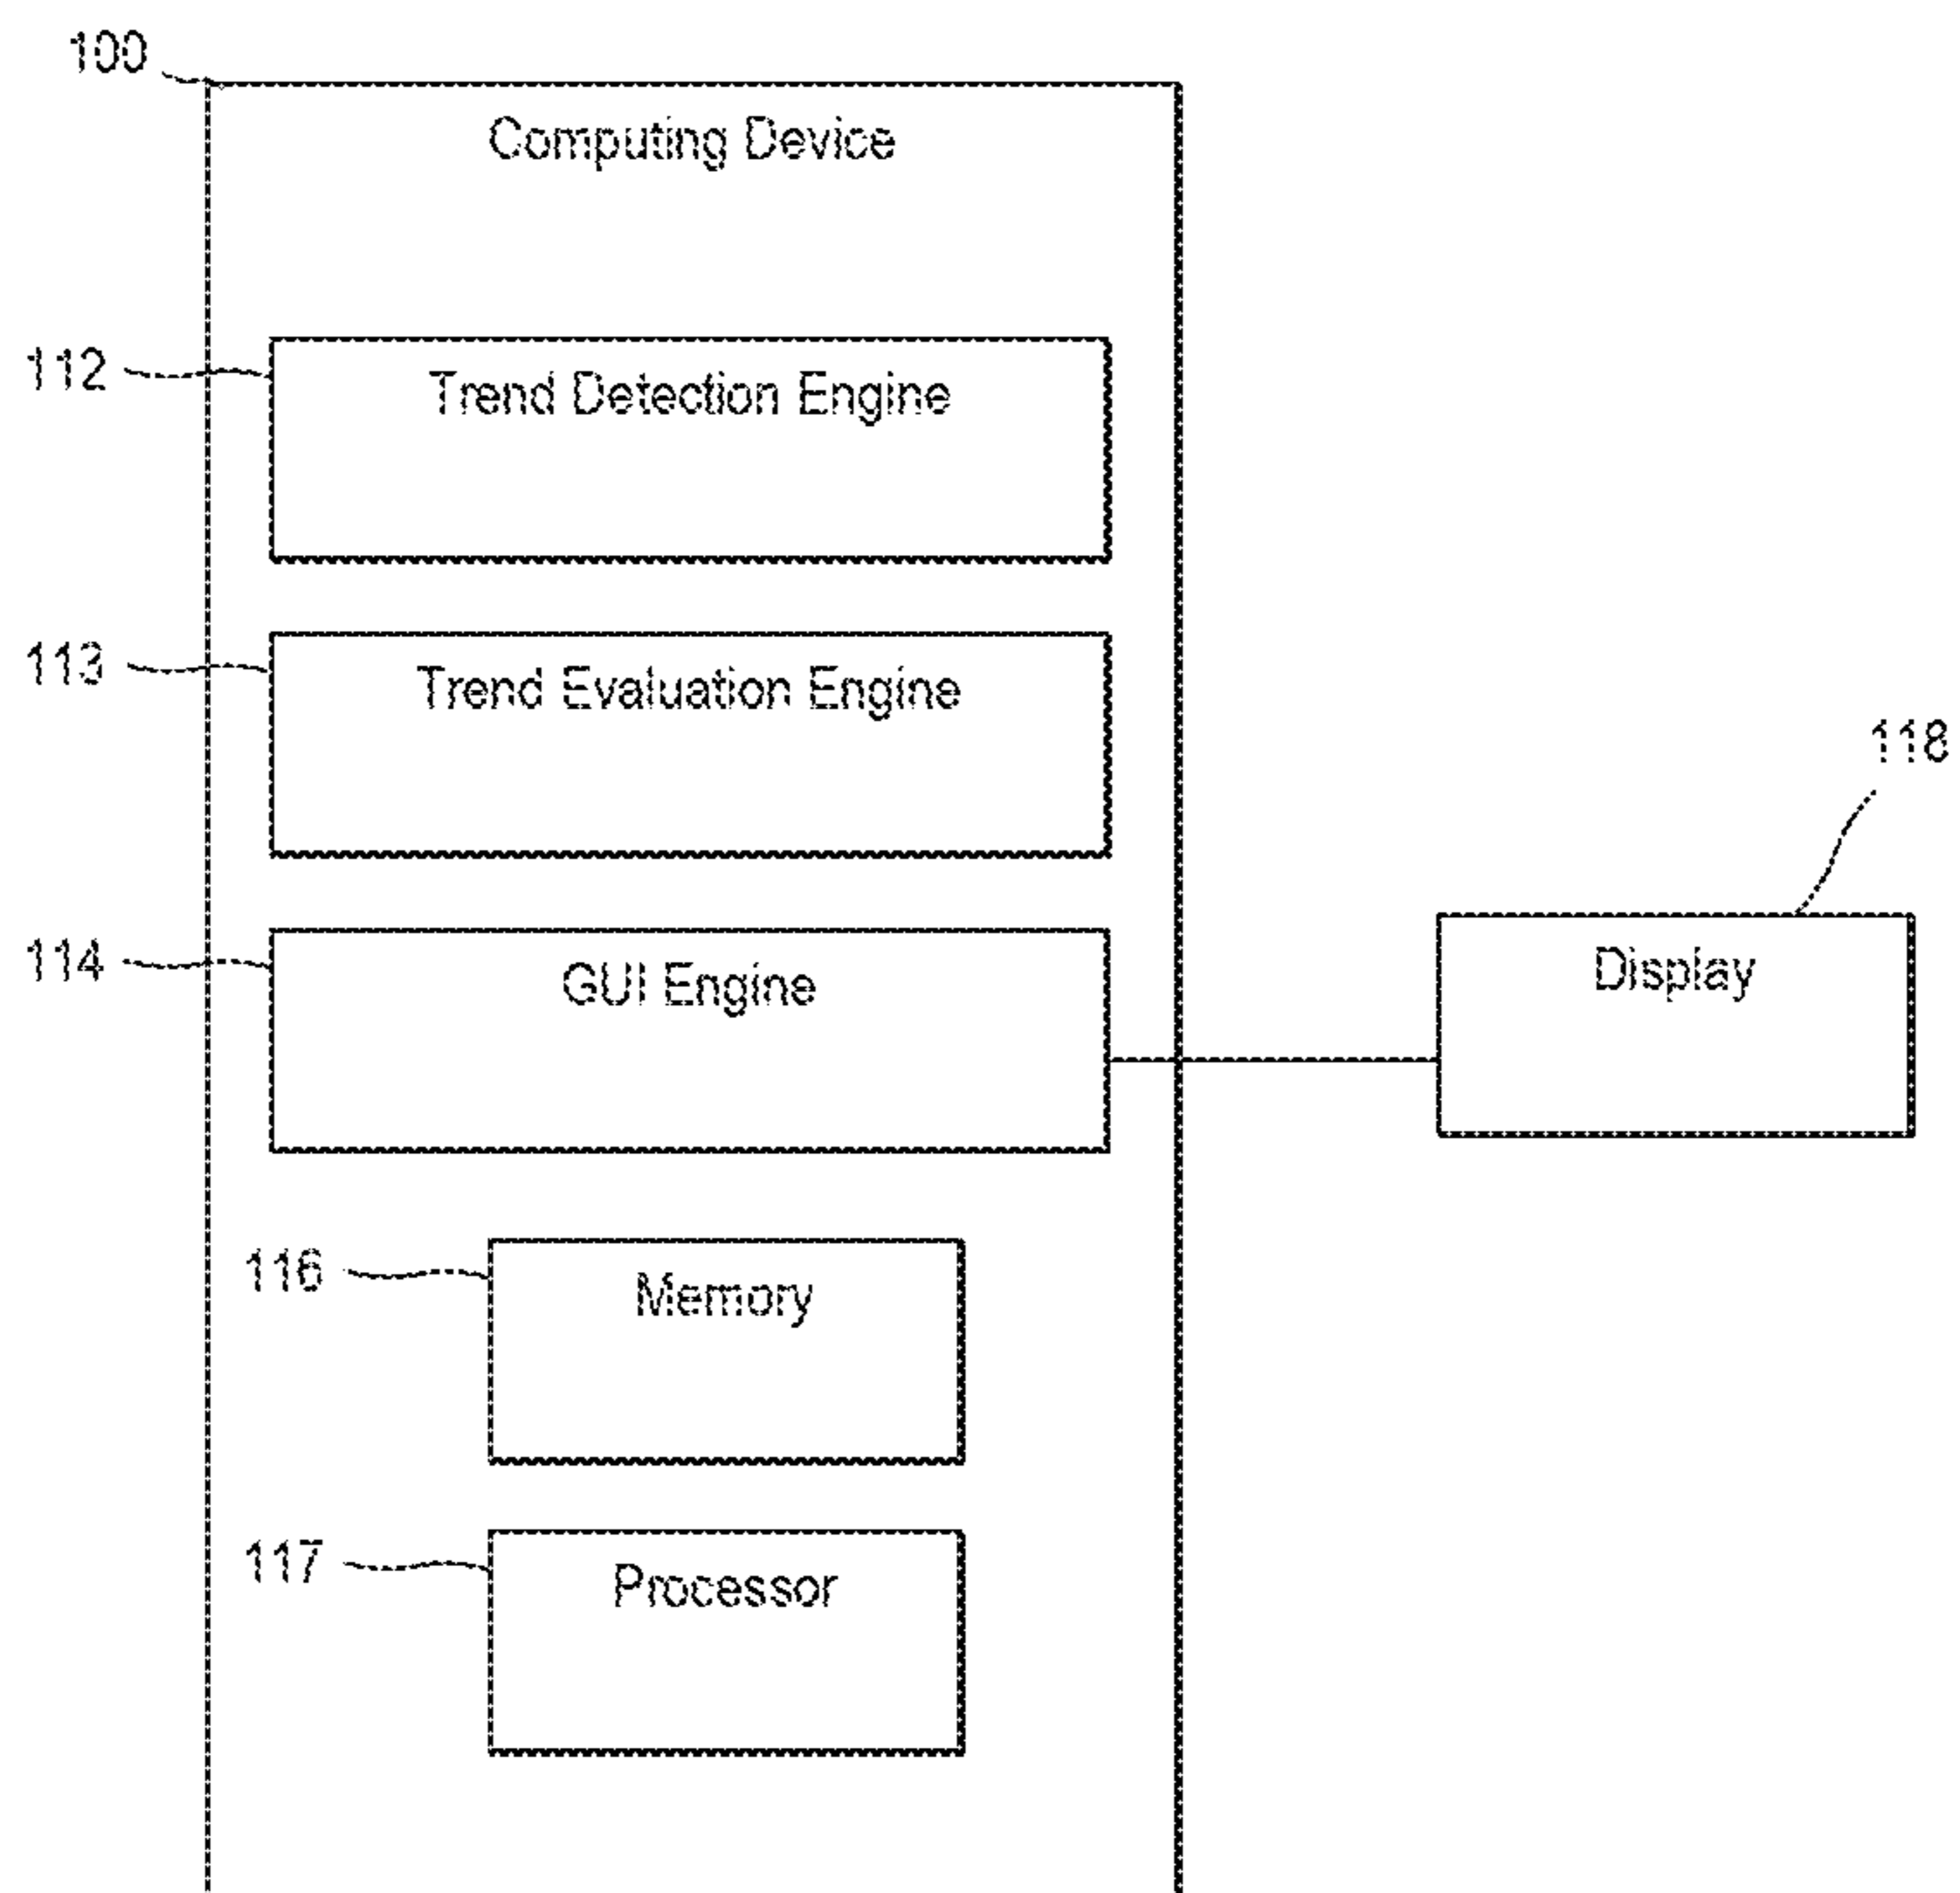 100
Computing Device
112
Trend Detection Engine
113
Trend Evaluation Engine
118
114
GUI Engine
Display
116
Memory
117
Processor